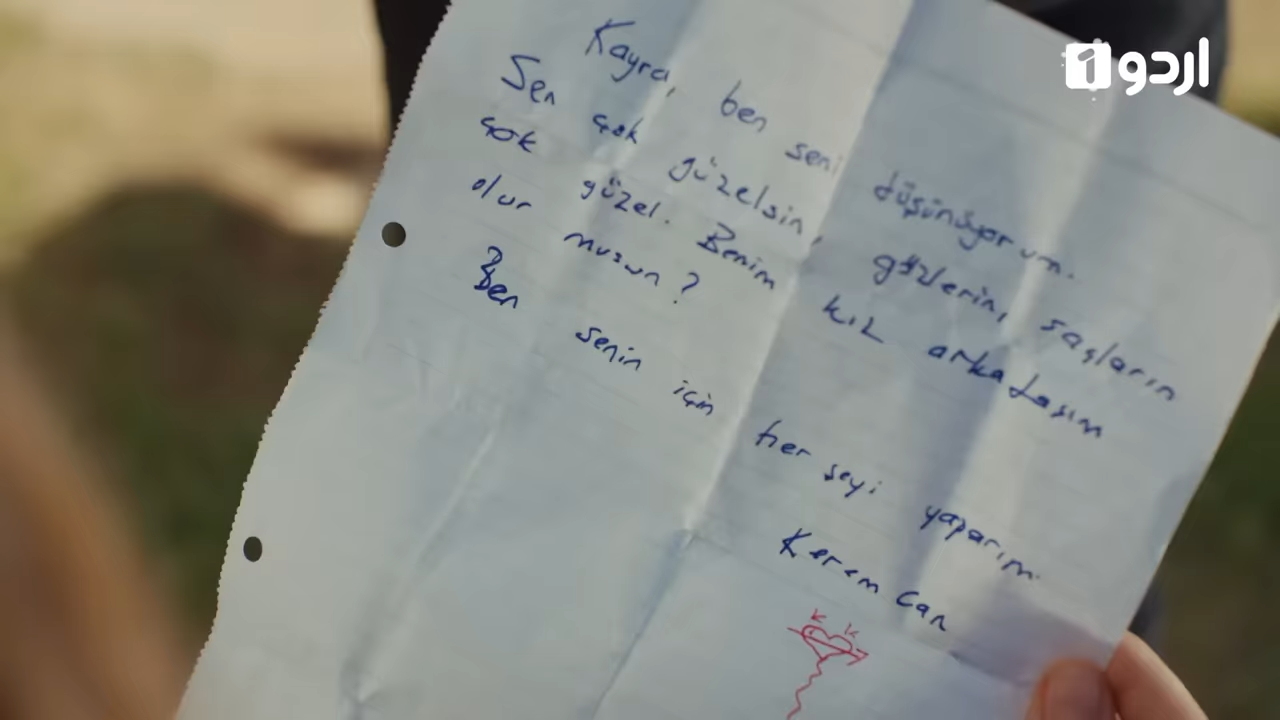 اردو 1
Kayra, ben seni düşünüyorum.
Sen çok güzelsin, gözlerin, saçların
çok güzel. Benim kız arkadaşım
olur musun?
Ben senin için her şeyi yaparım
Kerem Can
K K